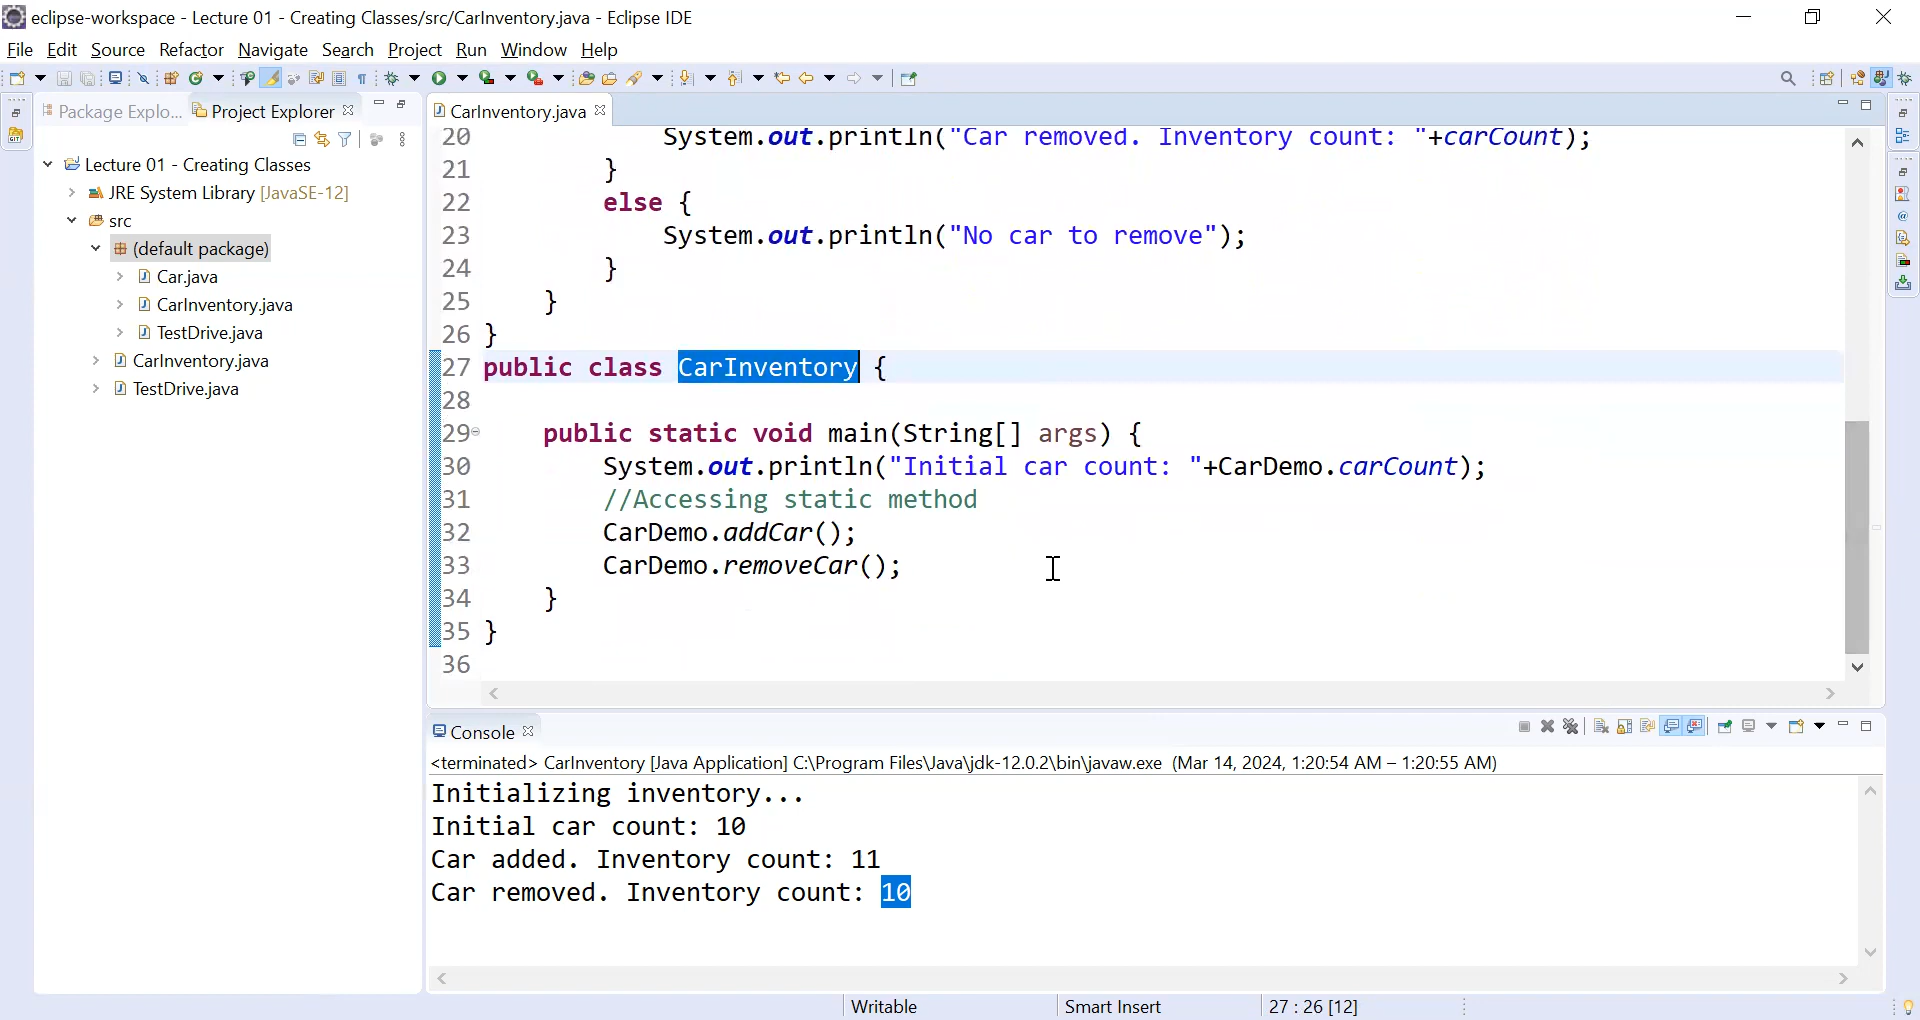 eclipse-workspace - Lecture 01 - Creating Classes/src/CarInventory.java - Eclipse IDE
File Edit Source Refactor Navigate Search Project Run Window Help
Package Explo... Project Explorer
CarInventory.java
Lecture 01 - Creating Classes
JRE System Library [JavaSE-12]
src
(default package)
Car.java
CarInventory.java
TestDrive.java
CarInventory.java
TestDrive.java
20 System.out.println("Car removed. Inventory count: "+carCount);
21 }
22 else {
23 System.out.println("No car to remove");
24 }
25 }
26 }
27 public class CarInventory {
28
29 public static void main(String[] args) {
30 System.out.println("Initial car count: "+CarDemo.carCount);
31 //Accessing static method
32 CarDemo.addCar();
33 CarDemo.removeCar();
34 }
35 }
36
Console
<terminated> CarInventory [Java Application] C:\Program Files\Java\jdk-12.0.2\bin\javaw.exe (Mar 14, 2024, 1:20:54 AM – 1:20:55 AM)
Initializing inventory...
Initial car count: 10
Car added. Inventory count: 11
Car removed. Inventory count: 10
Writable Smart Insert 27 : 26 [12]